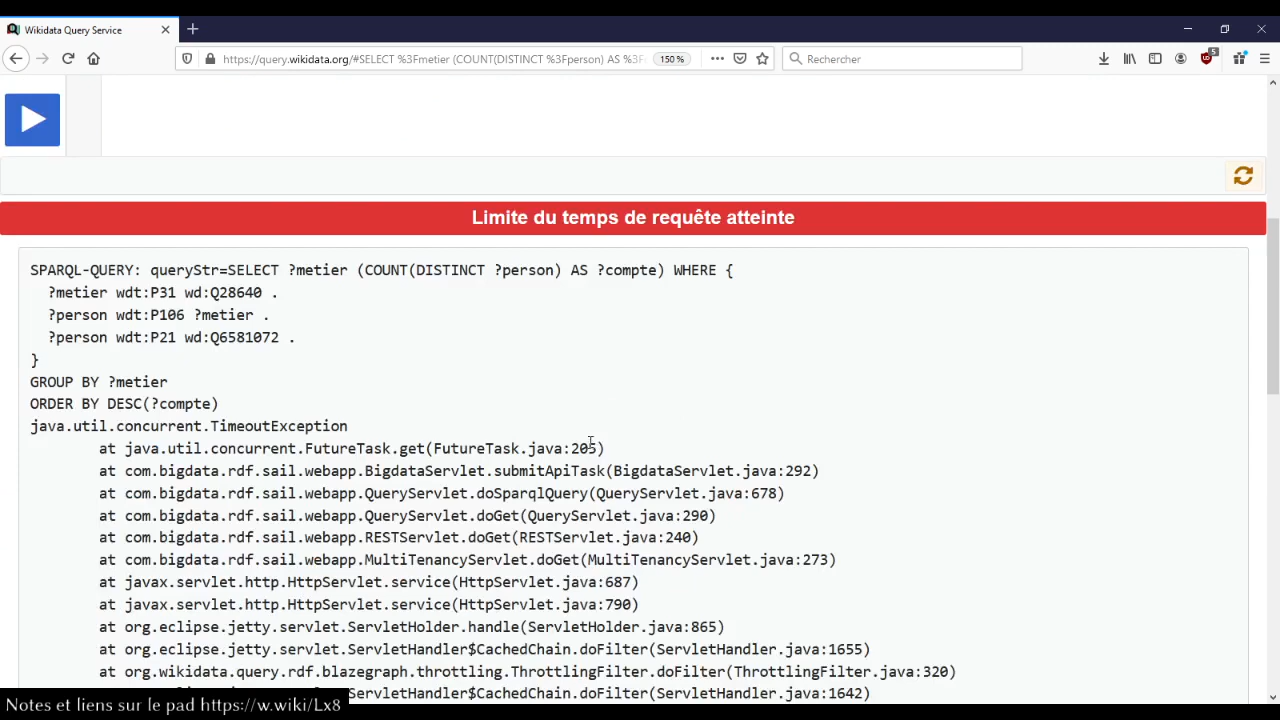 Wikidata Query Service
https://query.wikidata.org/#SELECT %3Fmetier (COUNT(DISTINCT %3Fperson) AS %3F
150 %
Rechercher
5
Limite du temps de requête atteinte
SPARQL-QUERY: queryStr=SELECT ?metier (COUNT(DISTINCT ?person) AS ?compte) WHERE {
?metier wdt:P31 wd:Q28640 .
?person wdt:P106 ?metier .
?person wdt:P21 wd:Q6581072 .
}
GROUP BY ?metier
ORDER BY DESC(?compte)
java.util.concurrent.TimeoutException
at java.util.concurrent.FutureTask.get(FutureTask.java:205)
at com.bigdata.rdf.sail.webapp.BigdataServlet.submitApiTask(BigdataServlet.java:292)
at com.bigdata.rdf.sail.webapp.QueryServlet.doSparqlQuery(QueryServlet.java:678)
at com.bigdata.rdf.sail.webapp.QueryServlet.doGet(QueryServlet.java:290)
at com.bigdata.rdf.sail.webapp.RESTServlet.doGet(RESTServlet.java:240)
at com.bigdata.rdf.sail.webapp.MultiTenancyServlet.doGet(MultiTenancyServlet.java:273)
at javax.servlet.http.HttpServlet.service(HttpServlet.java:687)
at javax.servlet.http.HttpServlet.service(HttpServlet.java:790)
at org.eclipse.jetty.servlet.ServletHolder.handle(ServletHolder.java:865)
at org.eclipse.jetty.servlet.ServletHandler$CachedChain.doFilter(ServletHandler.java:1655)
at org.wikidata.query.rdf.blazegraph.throttling.ThrottlingFilter.doFilter(ThrottlingFilter.java:320)
ServletHandler$CachedChain.doFilter(ServletHandler.java:1642)
Notes et liens sur le pad https://w.wiki/Lx8